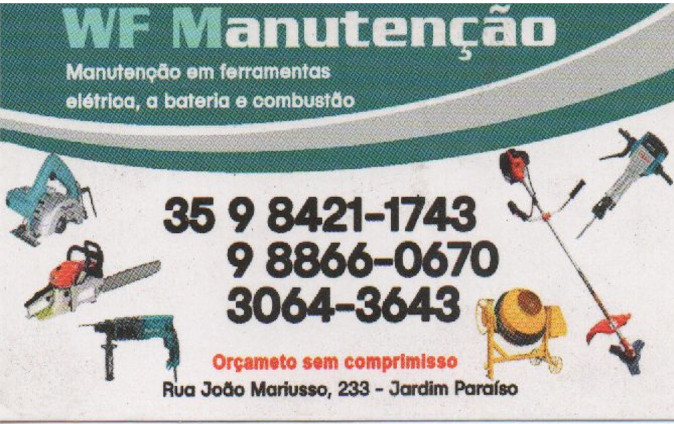 WF Manutenção
Manutenção em ferramentas
elétrica, a bateria e combustão
35 9 8421-1743
9 8866-0670
3064-3643
Orçameto sem comprimisso
Rua João Mariusso, 233 - Jardim Paraíso